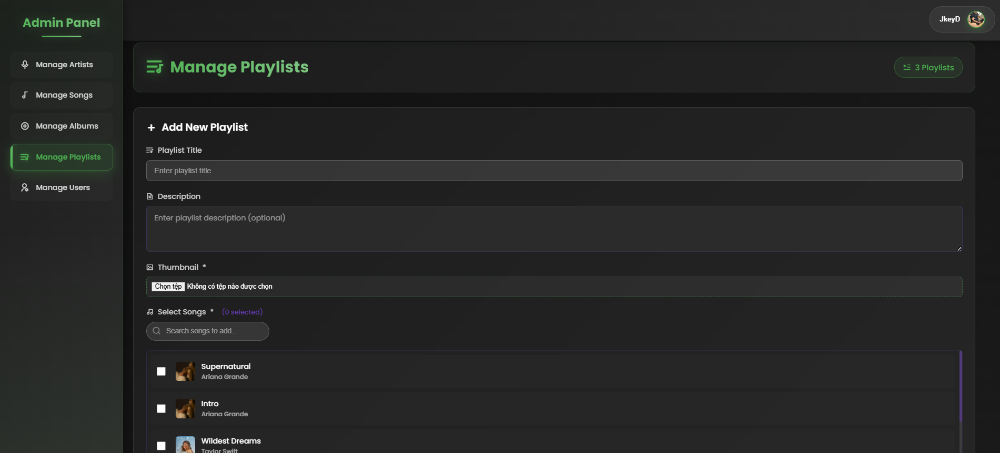 Admin Panel
JkeyD
Manage Artists
Manage Songs
Manage Albums
Manage Playlists
Manage Users
Manage Playlists
3 Playlists
Add New Playlist
Playlist Title
Enter playlist title
Description
Enter playlist description (optional)
Thumbnail *
Chọn tệp Không có tệp nào được chọn
Select Songs * (0 selected)
Search songs to add...
Supernatural
Ariana Grande
Intro
Ariana Grande
Wildest Dreams
Taylor Swift